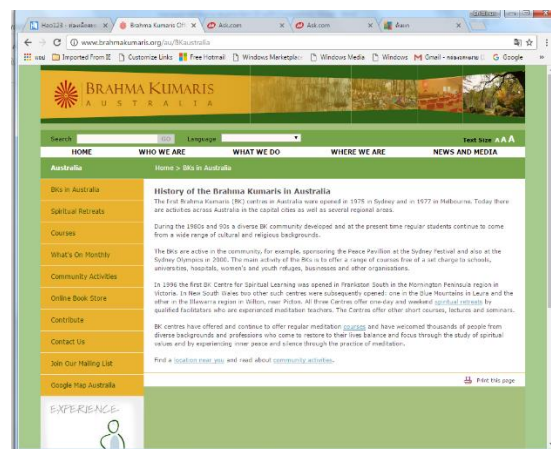 Brahma Kumaris Off
Ask.com
Ask.com
www.brahmakumaris.org/au/BKaustralia
Imported From IE
Customize Links
Free Hotmail
Windows Marketplace
Windows Media
Windows
Gmail -
Google
BRAHMA KUMARIS
AUSTRALIA
Search
GO
Language
Text Size A A A
HOME
WHO WE ARE
WHAT WE DO
WHERE WE ARE
NEWS AND MEDIA
Australia
Home > BKs in Australia
BKs in Australia
Spiritual Retreats
Courses
What's On Monthly
Community Activities
Online Book Store
Contribute
Contact Us
Join Our Mailing List
Google Map Australia
EXPERIENCE
History of the Brahma Kumaris in Australia
The first Brahma Kumaris (BK) centres in Australia were opened in 1975 in Sydney and in 1977 in Melbourne. Today there
are activities across Australia in the capital cities as well as several regional areas.
During the 1980s and 90s a diverse BK community developed and at the present time regular students continue to come
from a wide range of cultural and religious backgrounds.
The BKs are active in the community, for example, sponsoring the Peace Pavilion at the Sydney Festival and also at the
Sydney Olympics in 2000. The main activity of the BKs is to offer a range of courses free of a set charge to schools,
universities, hospitals, women's and youth refuges, businesses and other organisations.
In 1996 the first BK Centre for Spiritual Learning was opened in Frankston South in the Mornington Peninsula region in
Victoria. In New South Wales two other such centres were subsequently opened: one in the Blue Mountains in Leura and the
other in the Illawarra region in Wilton, near Picton. All three Centres offer one-day and weekend spiritual retreats by
qualified facilitators who are experienced meditation teachers. The Centres offer other short courses, lectures and seminars.
BK centres have offered and continue to offer regular meditation courses and have welcomed thousands of people from
diverse backgrounds and professions who come to restore to their lives balance and focus through the study of spiritual
values and by experiencing inner peace and silence through the practice of meditation.
Find a location near you and read about community activities.
Print this page